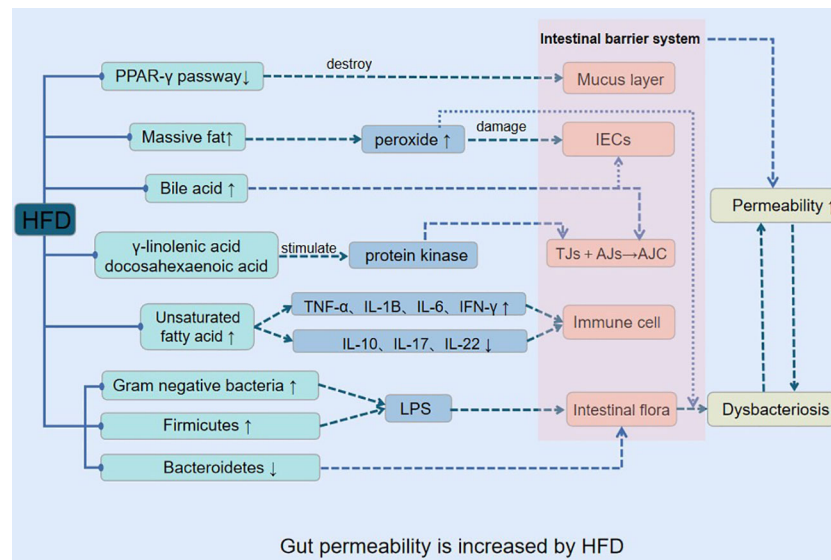 Intestinal barrier system
PPAR-γ passway↓
destroy
Mucus layer
Massive fat↑
peroxide ↑
damage
IECs
Bile acid ↑
HFD
Permeability ↑
γ-linolenic acid
docosahexaenoic acid
stimulate
protein kinase
TJs + AJs→AJC
Unsaturated
fatty acid ↑
TNF-α、IL-1B、IL-6、IFN-γ ↑
IL-10、IL-17、IL-22 ↓
Immune cell
Gram negative bacteria ↑
Firmicutes ↑
LPS
Intestinal flora
Dysbacteriosis
Bacteroidetes ↓
Gut permeability is increased by HFD